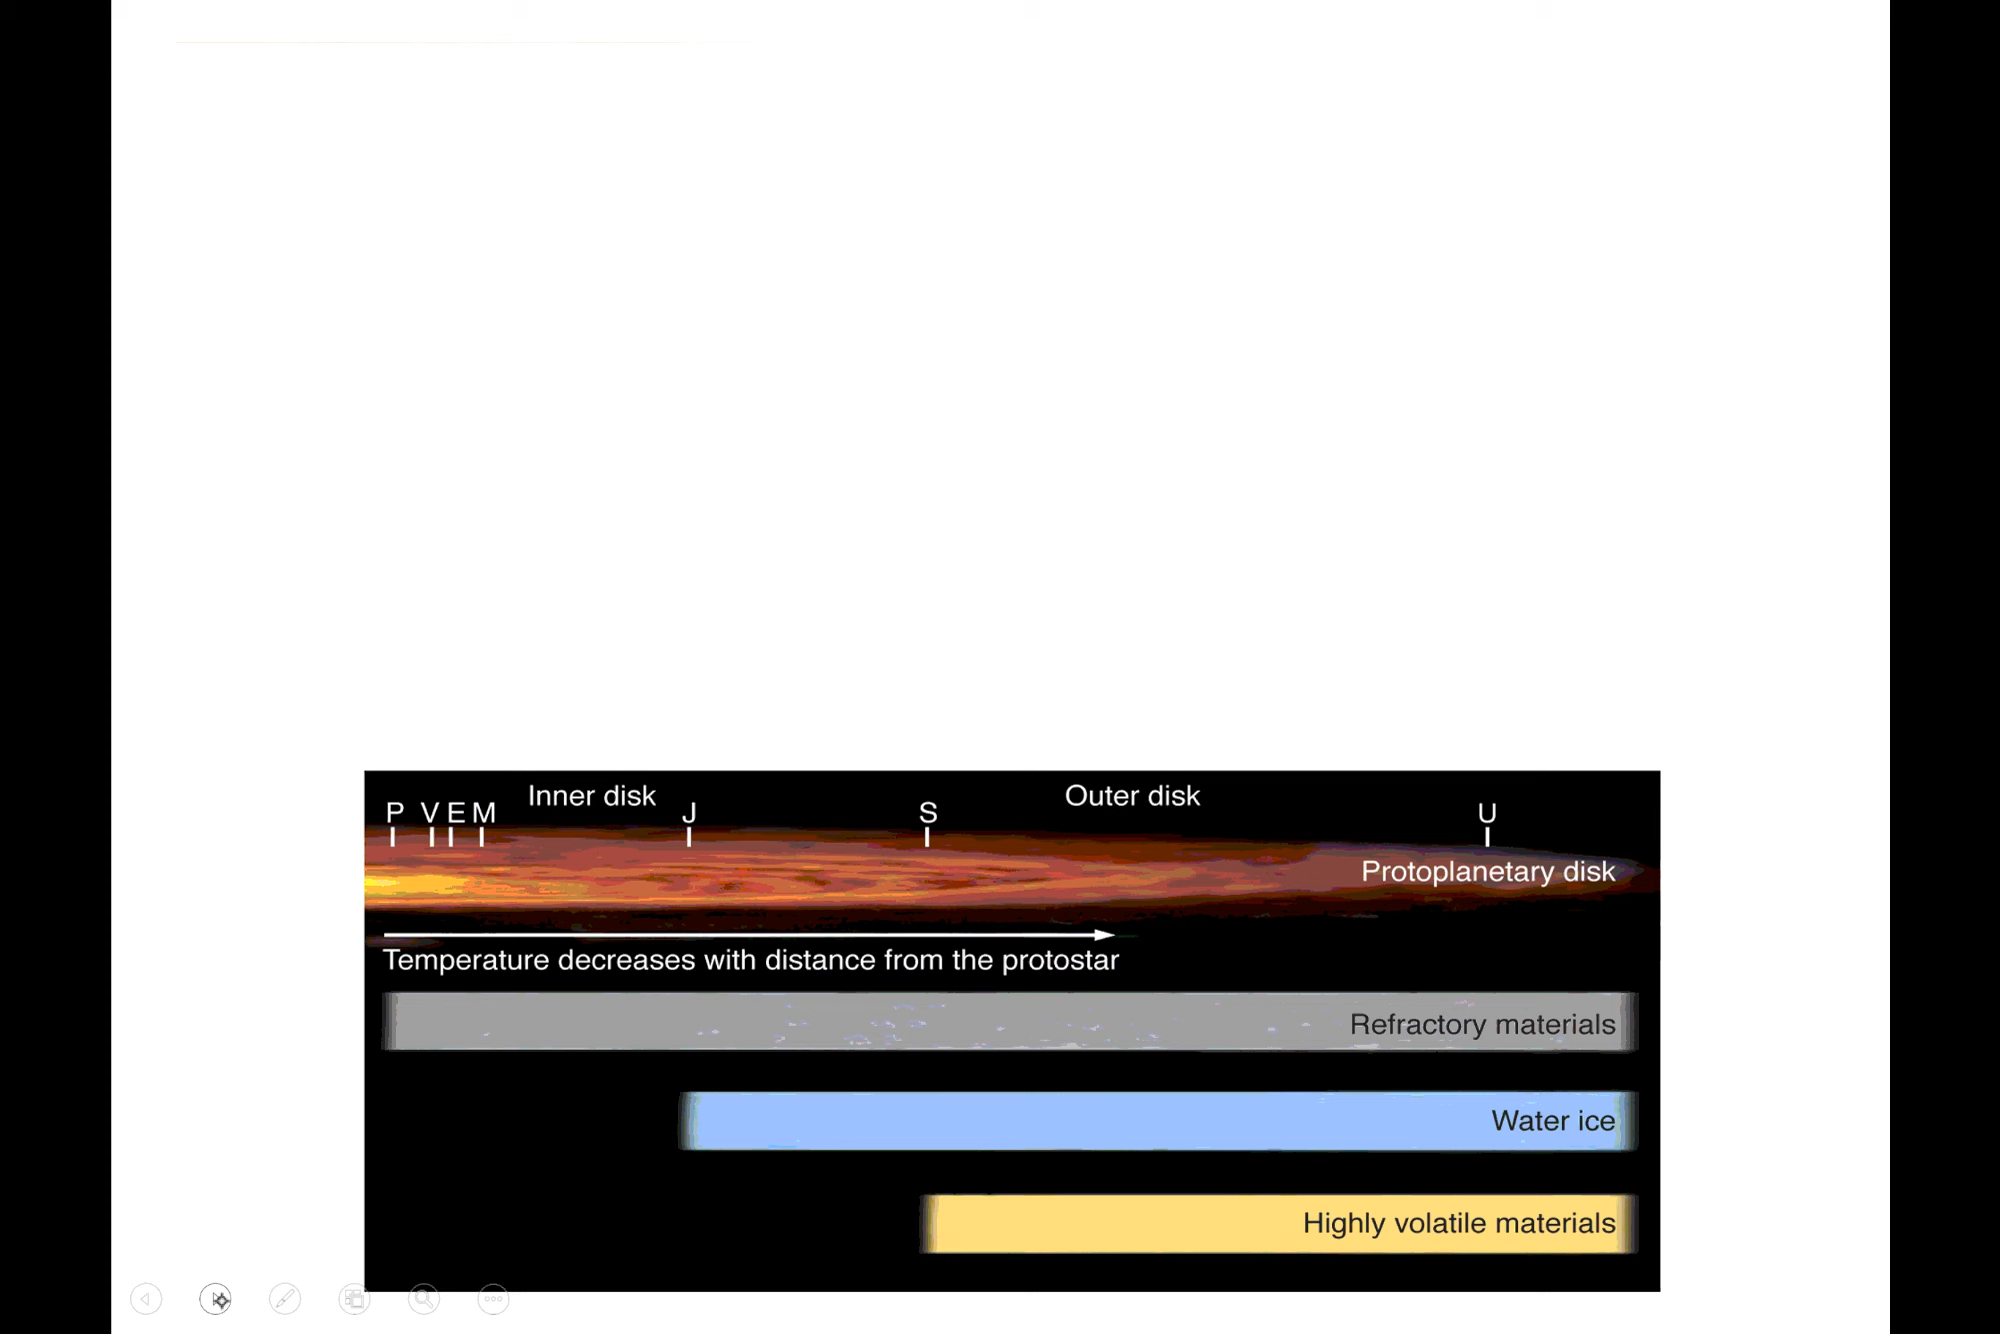 Inner disk
Outer disk
P V E M J S U
Protoplanetary disk
Temperature decreases with distance from the protostar
Refractory materials
Water ice
Highly volatile materials